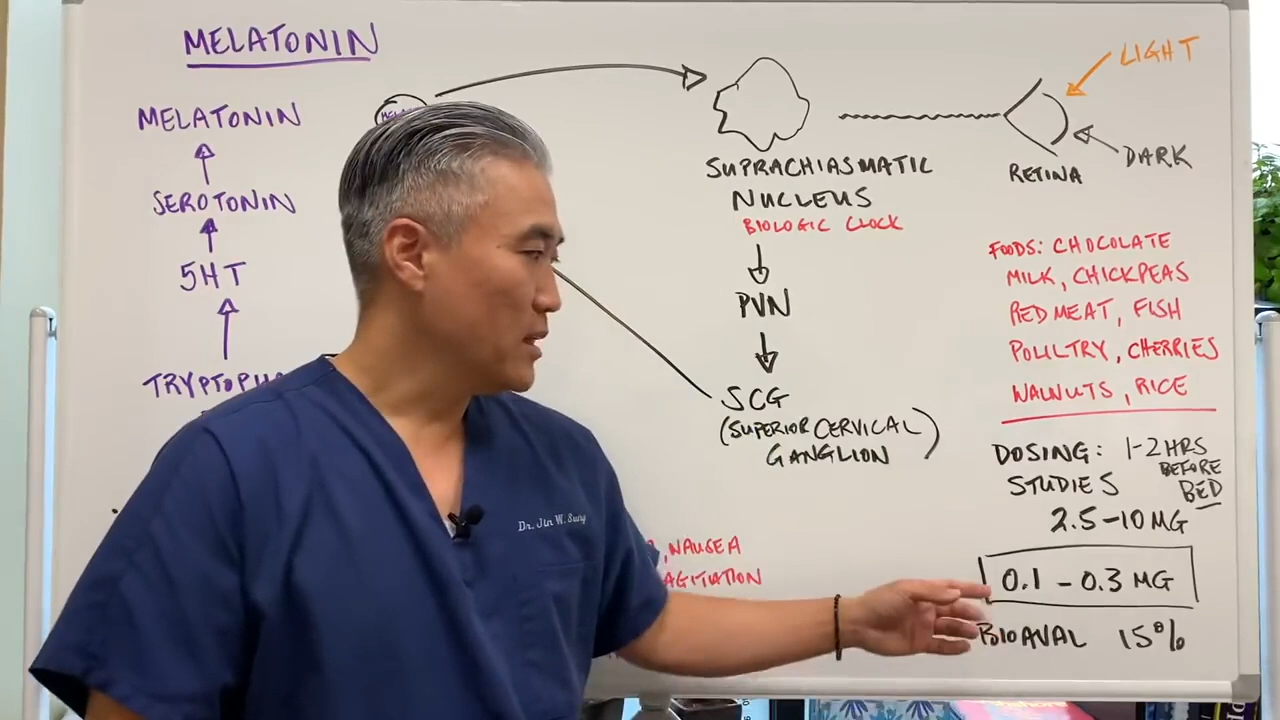 MELATONIN
MELATONIN
SEROTONIN
5HT
SUPRACHIASMATIC
NUCLEUS
BIOLOGIC CLOCK
PVN
SCG
(SUPERIOR CERVICAL)
GANGLION
, NAUSEA
AGITATION
LIGHT
DARK
RETINA
FOODS: CHOCOLATE
MILK, CHICKPEAS
RED MEAT, FISH
POULTRY, CHERRIES
WALNUTS, RICE
DOSING: 1-2 HRS
BEFORE
BED
STUDIES
2.5-10 MG
0.1 - 0.3 MG
BIOAVAL 15%
Dr. Jin W. Sung